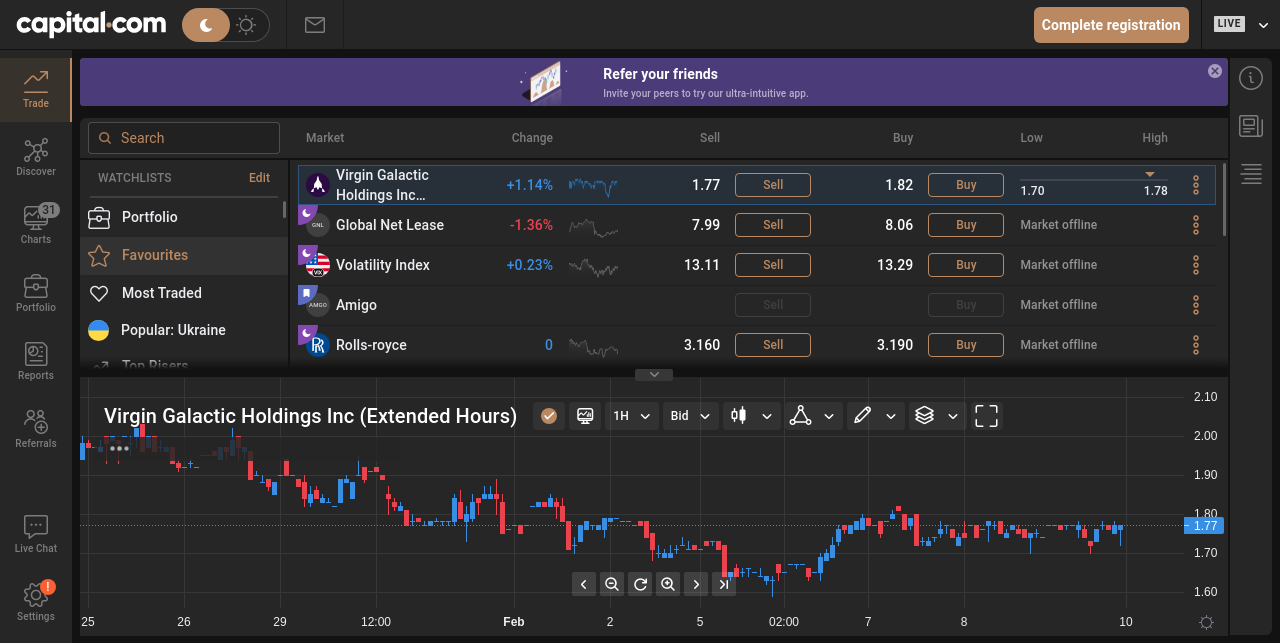 capital.com
Complete registration
LIVE
Trade
Discover
31
Charts
Portfolio
Reports
Referrals
Live Chat
!
Settings
Refer your friends
Invite your peers to try our ultra-intuitive app.
Search
Market Change Sell Buy Low High
WATCHLISTS Edit
Portfolio
Favourites
Most Traded
Popular: Ukraine
Top Risers
Virgin Galactic
Holdings Inc… +1.14% 1.77 Sell 1.82 Buy 1.70 1.78
GNL Global Net Lease -1.36% 7.99 Sell 8.06 Buy Market offline
VIX Volatility Index +0.23% 13.11 Sell 13.29 Buy Market offline
AMGO Amigo Sell Buy Market offline
Rolls-royce 0 3.160 Sell 3.190 Buy Market offline
Virgin Galactic Holdings Inc (Extended Hours) 1H Bid
2.10
2.00
1.90
1.80
1.77
1.70
1.60
25 26 29 12:00 Feb 2 5 02:00 7 8 10